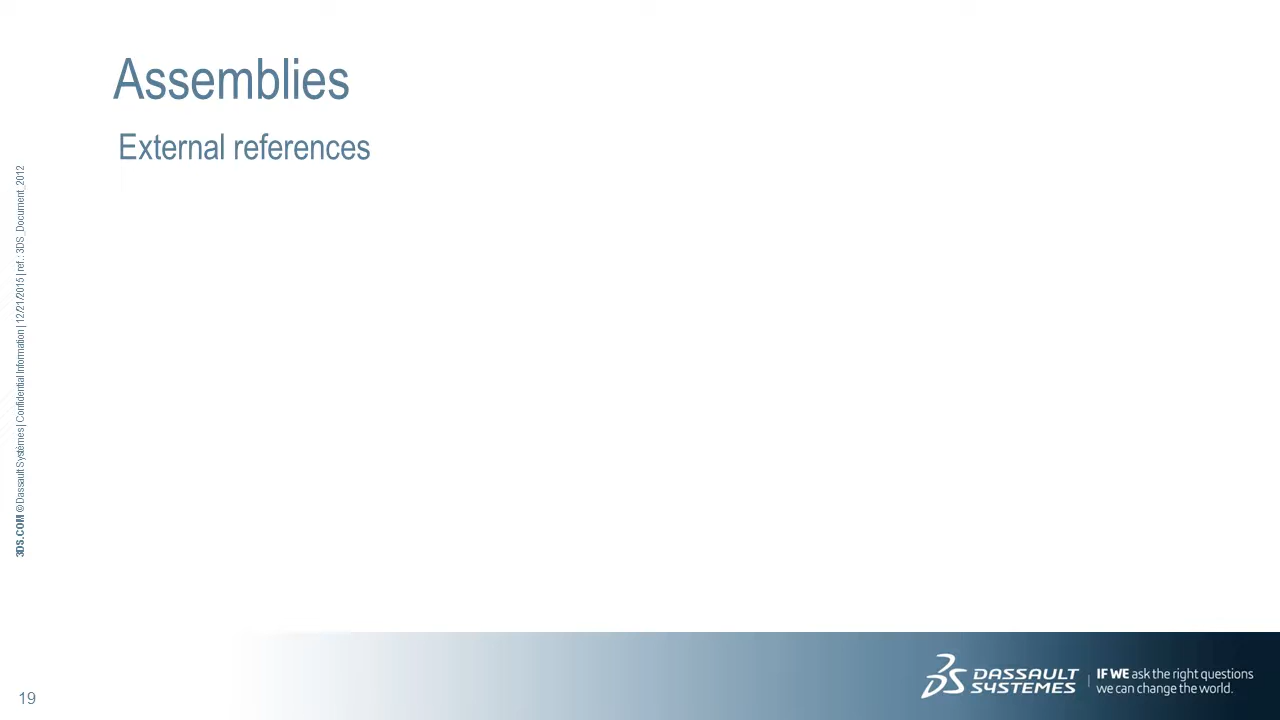 Assemblies
External references
3DS.COM © Dassault Systèmes | Confidential Information | 12/21/2015 | ref.: 3DS_Document_2012
19
3DS DASSAULT
SYSTEMES
IF WE ask the right questions
we can change the world.